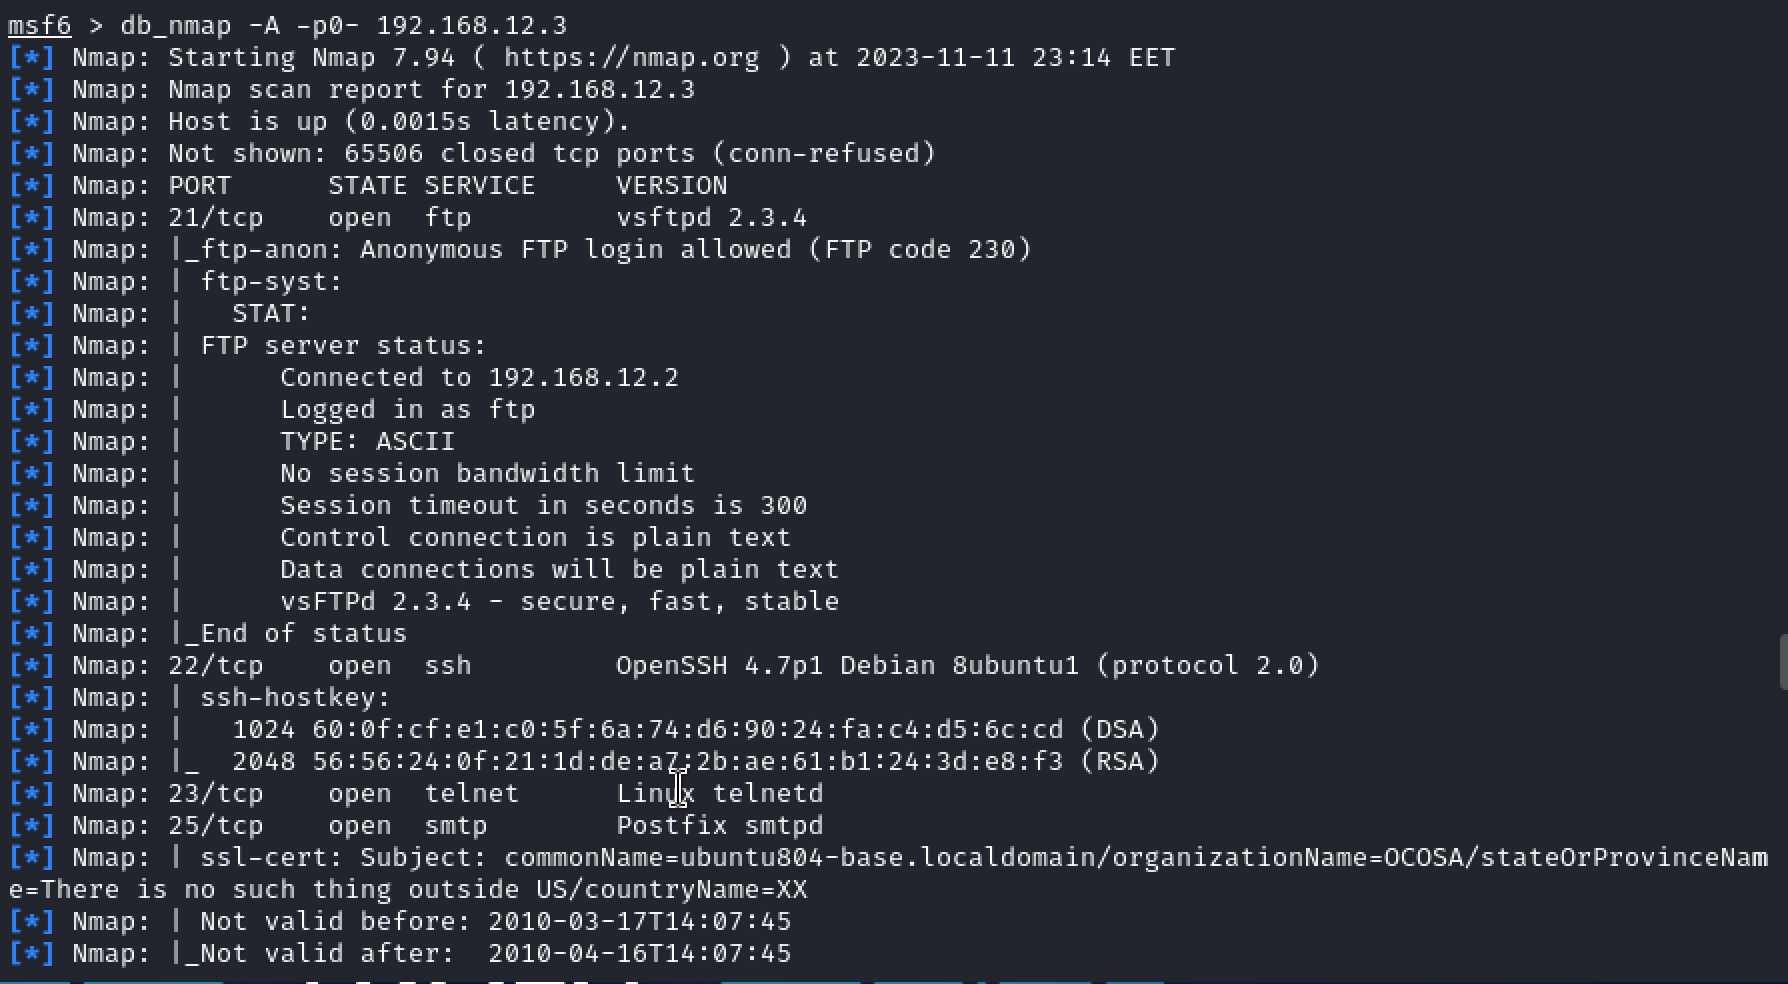 msf6 > db_nmap -A -p0- 192.168.12.3
[*] Nmap: Starting Nmap 7.94 ( https://nmap.org ) at 2023-11-11 23:14 EET
[*] Nmap: Nmap scan report for 192.168.12.3
[*] Nmap: Host is up (0.0015s latency).
[*] Nmap: Not shown: 65506 closed tcp ports (conn-refused)
[*] Nmap: PORT      STATE SERVICE     VERSION
[*] Nmap: 21/tcp    open  ftp         vsftpd 2.3.4
[*] Nmap: |_ftp-anon: Anonymous FTP login allowed (FTP code 230)
[*] Nmap: | ftp-syst:
[*] Nmap: |   STAT:
[*] Nmap: | FTP server status:
[*] Nmap: |      Connected to 192.168.12.2
[*] Nmap: |      Logged in as ftp
[*] Nmap: |      TYPE: ASCII
[*] Nmap: |      No session bandwidth limit
[*] Nmap: |      Session timeout in seconds is 300
[*] Nmap: |      Control connection is plain text
[*] Nmap: |      Data connections will be plain text
[*] Nmap: |      vsFTPd 2.3.4 - secure, fast, stable
[*] Nmap: |_End of status
[*] Nmap: 22/tcp    open  ssh         OpenSSH 4.7p1 Debian 8ubuntu1 (protocol 2.0)
[*] Nmap: | ssh-hostkey:
[*] Nmap: |   1024 60:0f:cf:e1:c0:5f:6a:74:d6:90:24:fa:c4:d5:6c:cd (DSA)
[*] Nmap: |_  2048 56:56:24:0f:21:1d:de:a7:2b:ae:61:b1:24:3d:e8:f3 (RSA)
[*] Nmap: 23/tcp    open  telnet      Linux telnetd
[*] Nmap: 25/tcp    open  smtp        Postfix smtpd
[*] Nmap: | ssl-cert: Subject: commonName=ubuntu804-base.localdomain/organizationName=OCOSA/stateOrProvinceNam
e=There is no such thing outside US/countryName=XX
[*] Nmap: | Not valid before: 2010-03-17T14:07:45
[*] Nmap: |_Not valid after:  2010-04-16T14:07:45